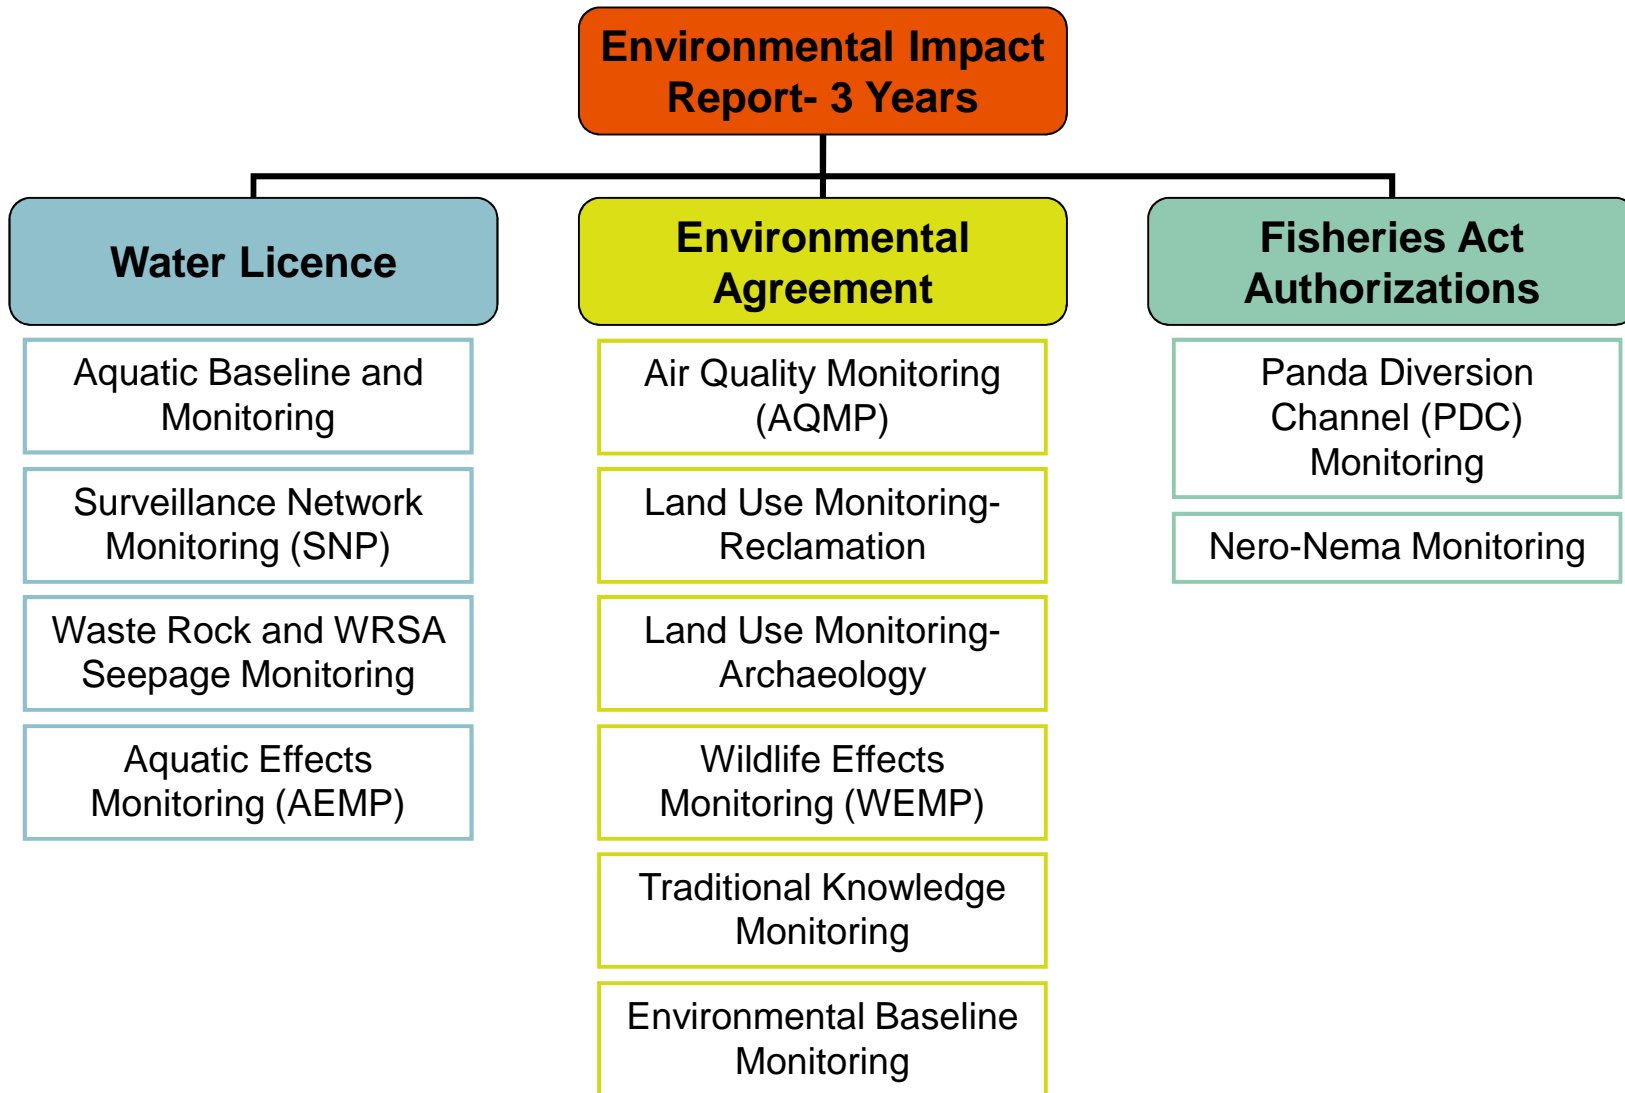 Environmental Impact
Report- 3 Years
Water Licence
Aquatic Baseline and
Monitoring
Surveillance Network
Monitoring (SNP)
Waste Rock and WRSA
Seepage Monitoring
Aquatic Effects
Monitoring (AEMP)
Environmental
Agreement
Air Quality Monitoring
(AQMP)
Land Use Monitoring-
Reclamation
Land Use Monitoring-
Archaeology
Wildlife Effects
Monitoring (WEMP)
Traditional Knowledge
Monitoring
Environmental Baseline
Monitoring
Fisheries Act
Authorizations
Panda Diversion
Channel (PDC)
Monitoring
Nero-Nema Monitoring